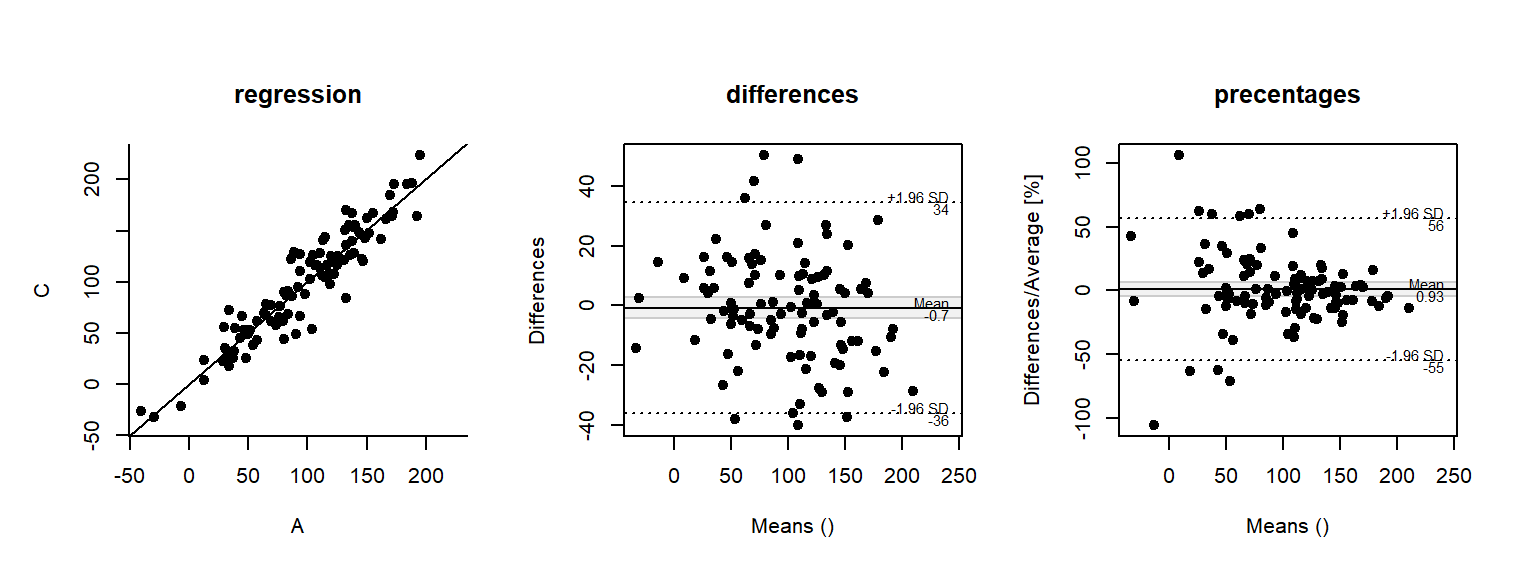 regression
differences
precentages
C
200
100
50
0
-50
-50
0
50
100
150
200
A
Differences
40
20
0
-20
-40
+1.96 SD
34
Mean
-0.7
-1.96 SD
-36
0
50
100
150
200
250
Means ()
Differences/Average [%]
100
50
0
-50
-100
+1.96 SD
56
Mean
0.93
-1.96 SD
-55
0
50
100
150
200
250
Means ()